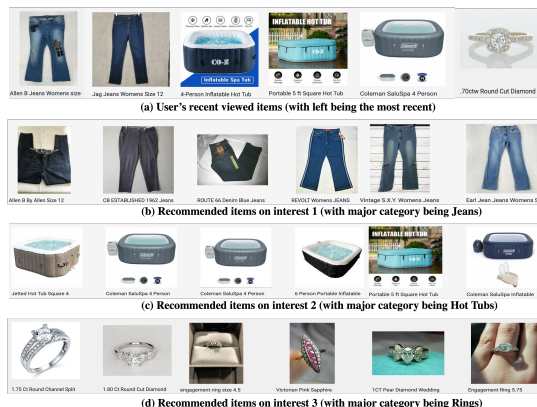 CO-Z
Inflatable Spa Tub
INFLATABLE HOT TUB
CO-Z
Coleman
Allen B Jeans Womens size
Jag Jeans Womens Size 12
4-Person Inflatable Hot Tub
Portable 5 ft Square Hot Tub
Coleman SaluSpa 4 Person
.70ctw Round Cut Diamond
(a) User's recent viewed items (with left being the most recent)
Allen B By Allen Size 12
CB ESTABLISHED 1962 Jeans
ROUTE 66 Denim Blue Jeans
REVOLT Womens JEANS
Vintage S.X.Y. Womens Jeans
Earl Jean Jeans Womens S
(b) Recommended items on interest 1 (with major category being Jeans)
INFLATABLE HOT TUB
Jetted Hot Tub Square 4
Coleman SaluSpa 4 Person
Coleman SaluSpa 4 Person
6 Person Portable Inflatable
Portable 5 ft Square Hot Tub
Coleman SaluSpa Inflatable
(c) Recommended items on interest 2 (with major category being Hot Tubs)
1.75 Ct Round Channel Split
1.80 Ct Round Cut Diamond
engagement ring size 4.5
Victorian Pink Sapphire
1CT Pear Diamond Wedding
Engagement Ring 5.75
(d) Recommended items on interest 3 (with major category being Rings)